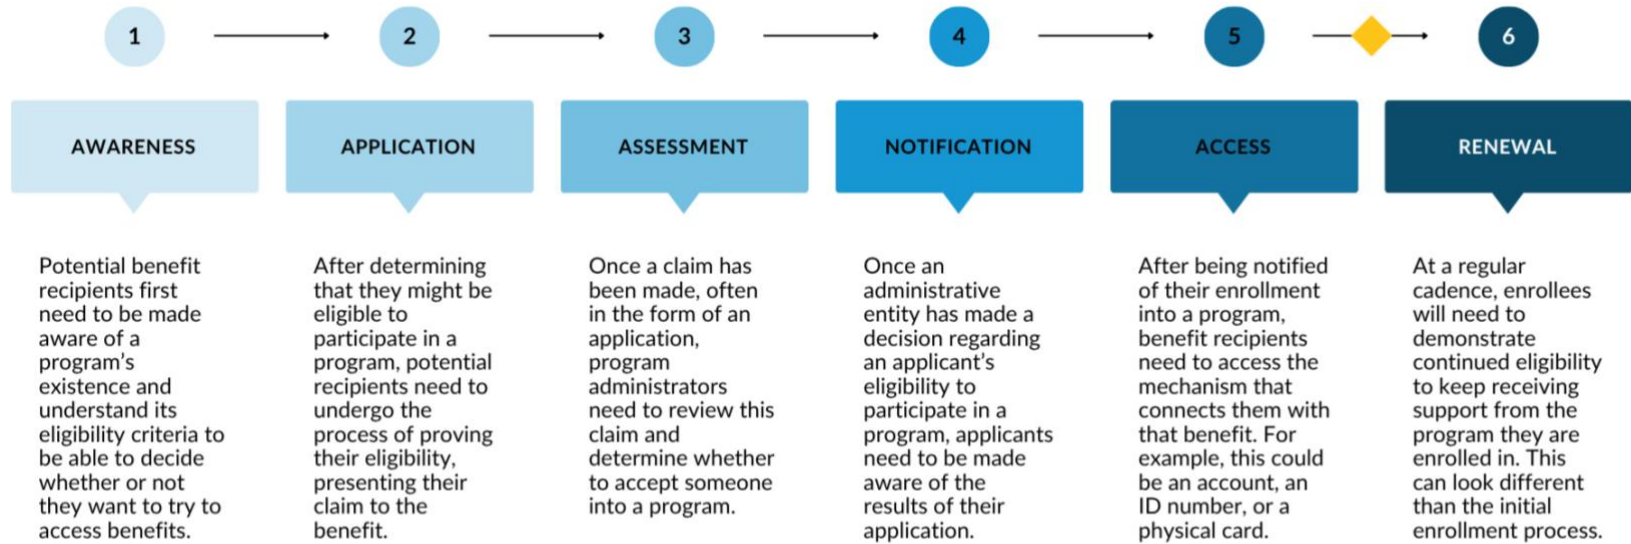 1
2
3
4
5
6
AWARENESS
APPLICATION
ASSESSMENT
NOTIFICATION
ACCESS
RENEWAL
Potential benefit
recipients first
need to be made
aware of a
program's
existence and
understand its
eligibility criteria to
be able to decide
whether or not
they want to try to
access benefits.
After determining
that they might be
eligible to
participate in a
program, potential
recipients need to
undergo the
process of proving
their eligibility,
presenting their
claim to the
benefit.
Once a claim has
been made, often
in the form of an
application,
program
administrators
need to review this
claim and
determine whether
to accept someone
into a program.
Once an
administrative
entity has made a
decision regarding
an applicant's
eligibility to
participate in a
program, applicants
need to be made
aware of the
results of their
application.
After being notified
of their enrollment
into a program,
benefit recipients
need to access the
mechanism that
connects them with
that benefit. For
example, this could
be an account, an
ID number, or a
physical card.
At a regular
cadence, enrollees
will need to
demonstrate
continued eligibility
to keep receiving
support from the
program they are
enrolled in. This
can look different
than the initial
enrollment process.